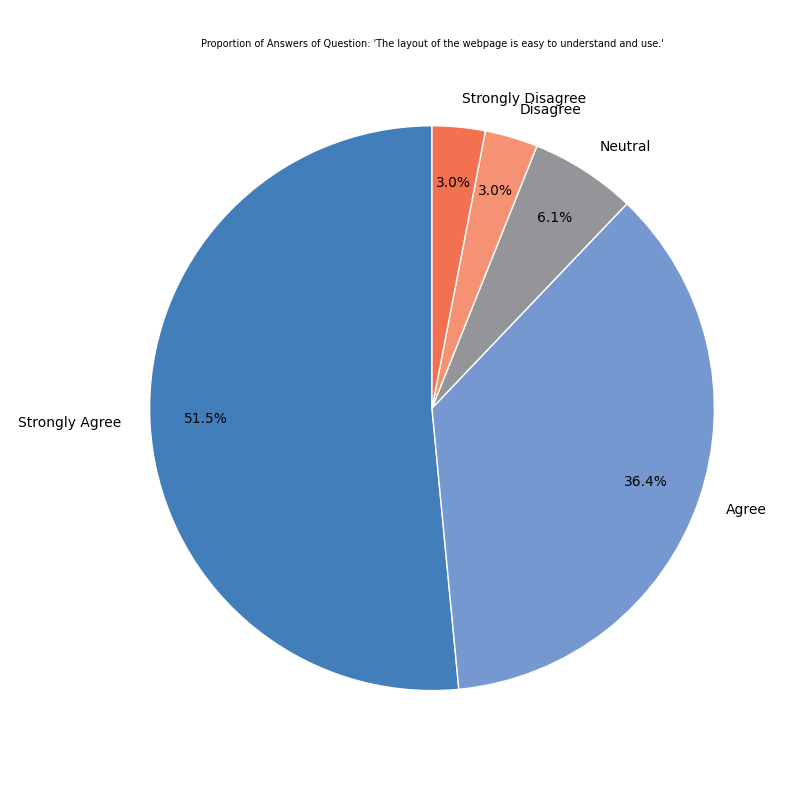 Proportion of Answers of Question: 'The layout of the webpage is easy to understand and use.'
Strongly Disagree
Disagree
Neutral
3.0%
3.0%
6.1%
Strongly Agree
51.5%
36.4%
Agree